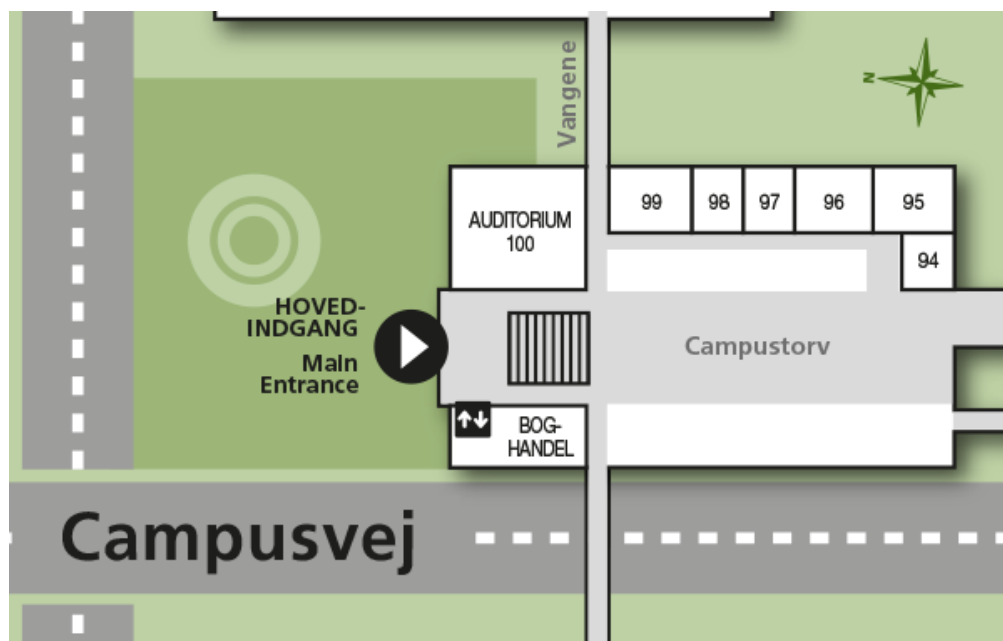 Vangene
N
AUDITORIUM
100
99
98
97
96
95
94
HOVED-
INDGANG
Main
Entrance
Campustorv
BOG-
HANDEL
Campusvej